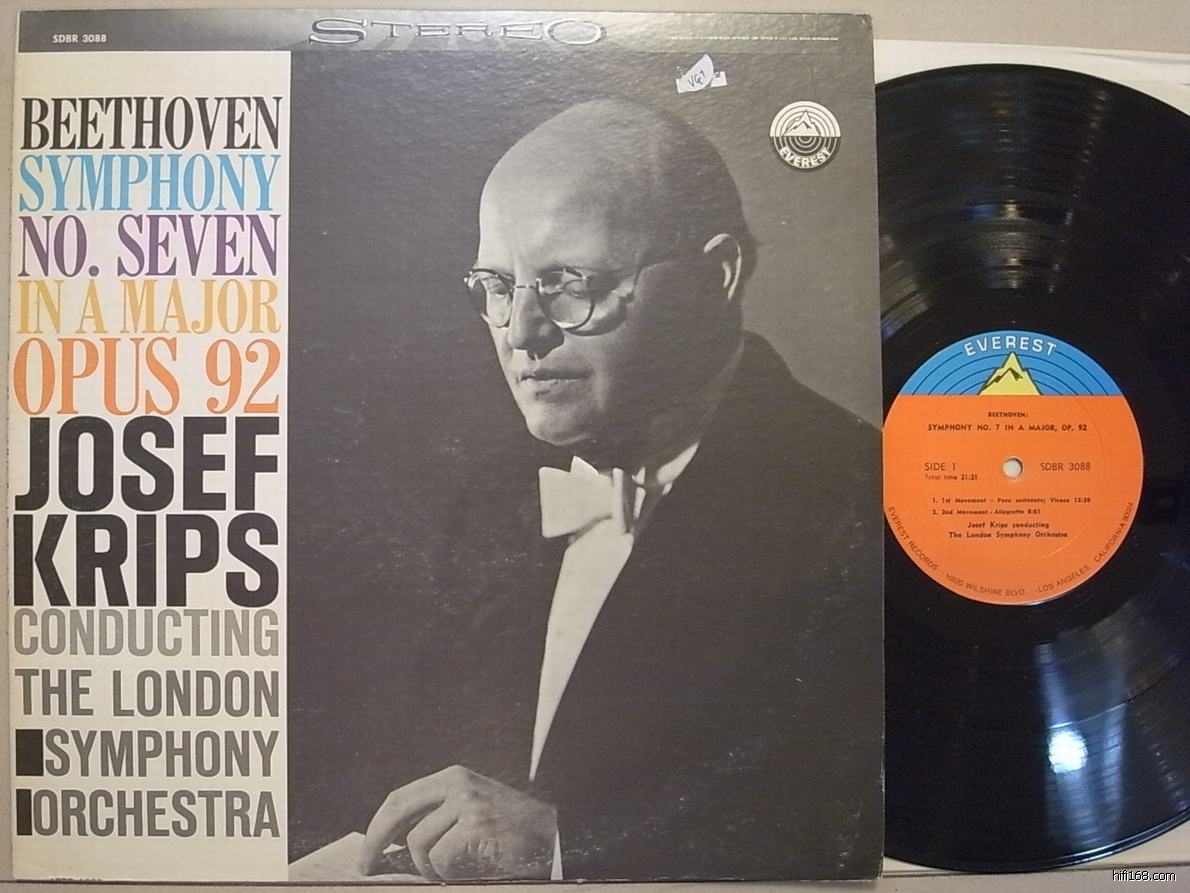 SDBR 3088
STEREO
VG+
EVEREST
BEETHOVEN
SYMPHONY
NO. SEVEN
IN A MAJOR
OPUS 92
JOSEF
KRIPS
CONDUCTING
THE LONDON
SYMPHONY
ORCHESTRA
EVEREST
BEETHOVEN:
SYMPHONY NO. 7 IN A MAJOR, OP. 92
SIDE 1
SDBR 3088
Total time 21:21
1. 1st Movement - Poco sostenuto; Vivace 12:30
2. 2nd Movement - Allegretto 8:51
Josef Krips conducting
The London Symphony Orchestra
EVEREST RECORDS · 10920 WILSHIRE BLVD · LOS ANGELES, CALIFORNIA 90024
hifi168.com